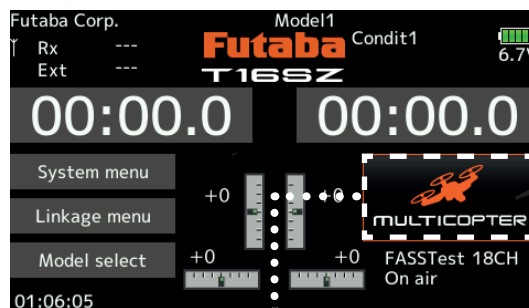 Futaba Corp.
Model1
Rx ---
Ext ---
Futaba
T16SZ
Condit1
6.7V
00:00.0
00:00.0
System menu
Linkage menu
Model select
+0
+0
+0
+0
MULTICOPTER
FASSTest 18CH
On air
01:06:05